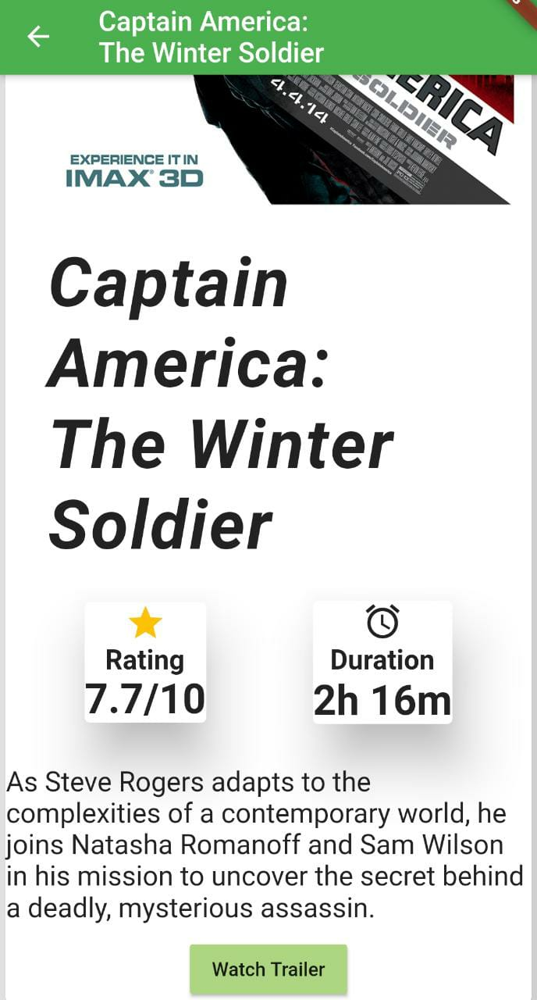 Captain America:
The Winter Soldier
ERICA
SOLDIER
4.4.14
EXPERIENCE IT IN
IMAX® 3D
Captain
America:
The Winter
Soldier
Rating
Duration
7.7/10
2h 16m
As Steve Rogers adapts to the
complexities of a contemporary world, he
joins Natasha Romanoff and Sam Wilson
in his mission to uncover the secret behind
a deadly, mysterious assassin.
Watch Trailer